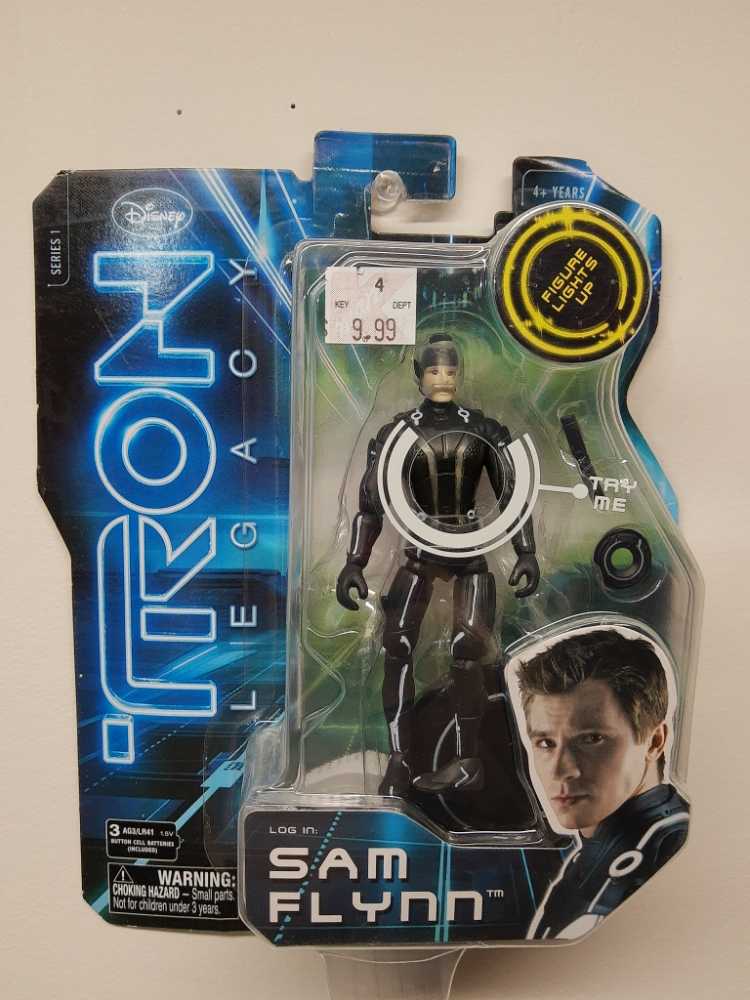 SERIES 1
DISNEY
TRON
LEGACY
4+ YEARS
FIGURE
LIGHTS
UP
4
KEY DEPT
9.99
TRY
ME
3 AG3/LR41 1.5V
BUTTON CELL BATTERIES
(INCLUDED)
WARNING:
CHOKING HAZARD – Small parts.
Not for children under 3 years.
LOG IN:
SAM
FLYNN™